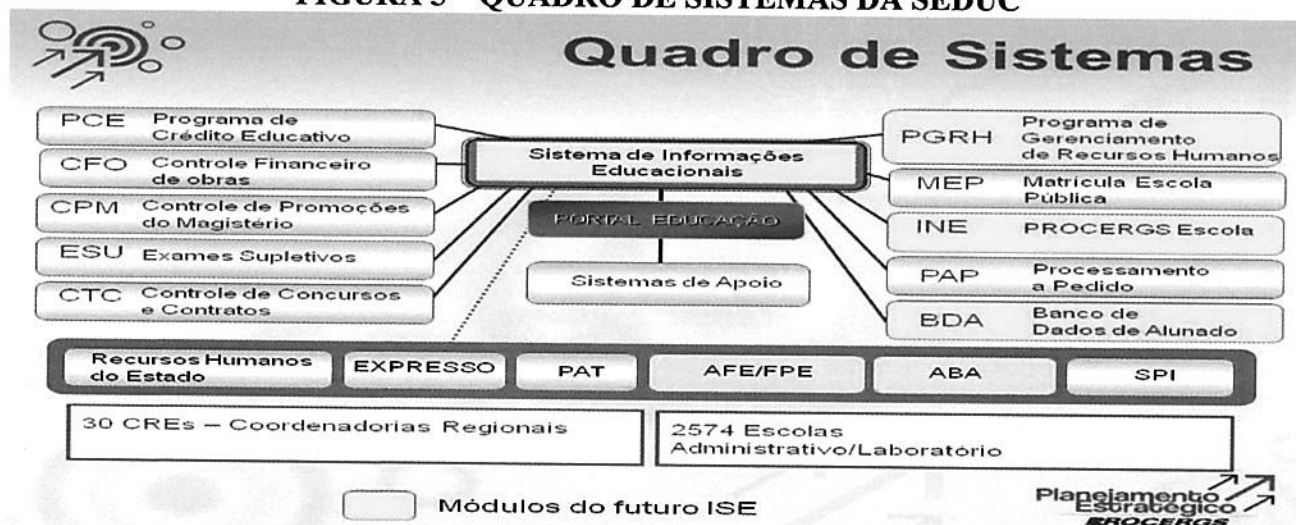 FIGURA 3 – QUADRO DE SISTEMAS DA SEDUC
Quadro de Sistemas
PCE Programa de
Crédito Educativo
CFO Controle Financeiro
de obras
CPM Controle de Promoções
do Magistério
ESU Exames Supletivos
CTC Controle de Concursos
e Contratos
Sistema de Informações
Educacionais
PORTAL EDUCAÇÃO
Sistemas de Apoio
PGRH Programa de
Gerenciamento
de Recursos Humanos
MEP Matrícula Escola
Pública
INE PROCERGS Escola
PAP Processamento
a Pedido
BDA Banco de
Dados de Alunado
Recursos Humanos
do Estado
EXPRESSO
PAT
AFE/FPE
ABA
SPI
30 CREs – Coordenadorias Regionais
2574 Escolas
Administrativo/Laboratório
Módulos do futuro ISE
Planejamento
Estratégico
PROCERGS